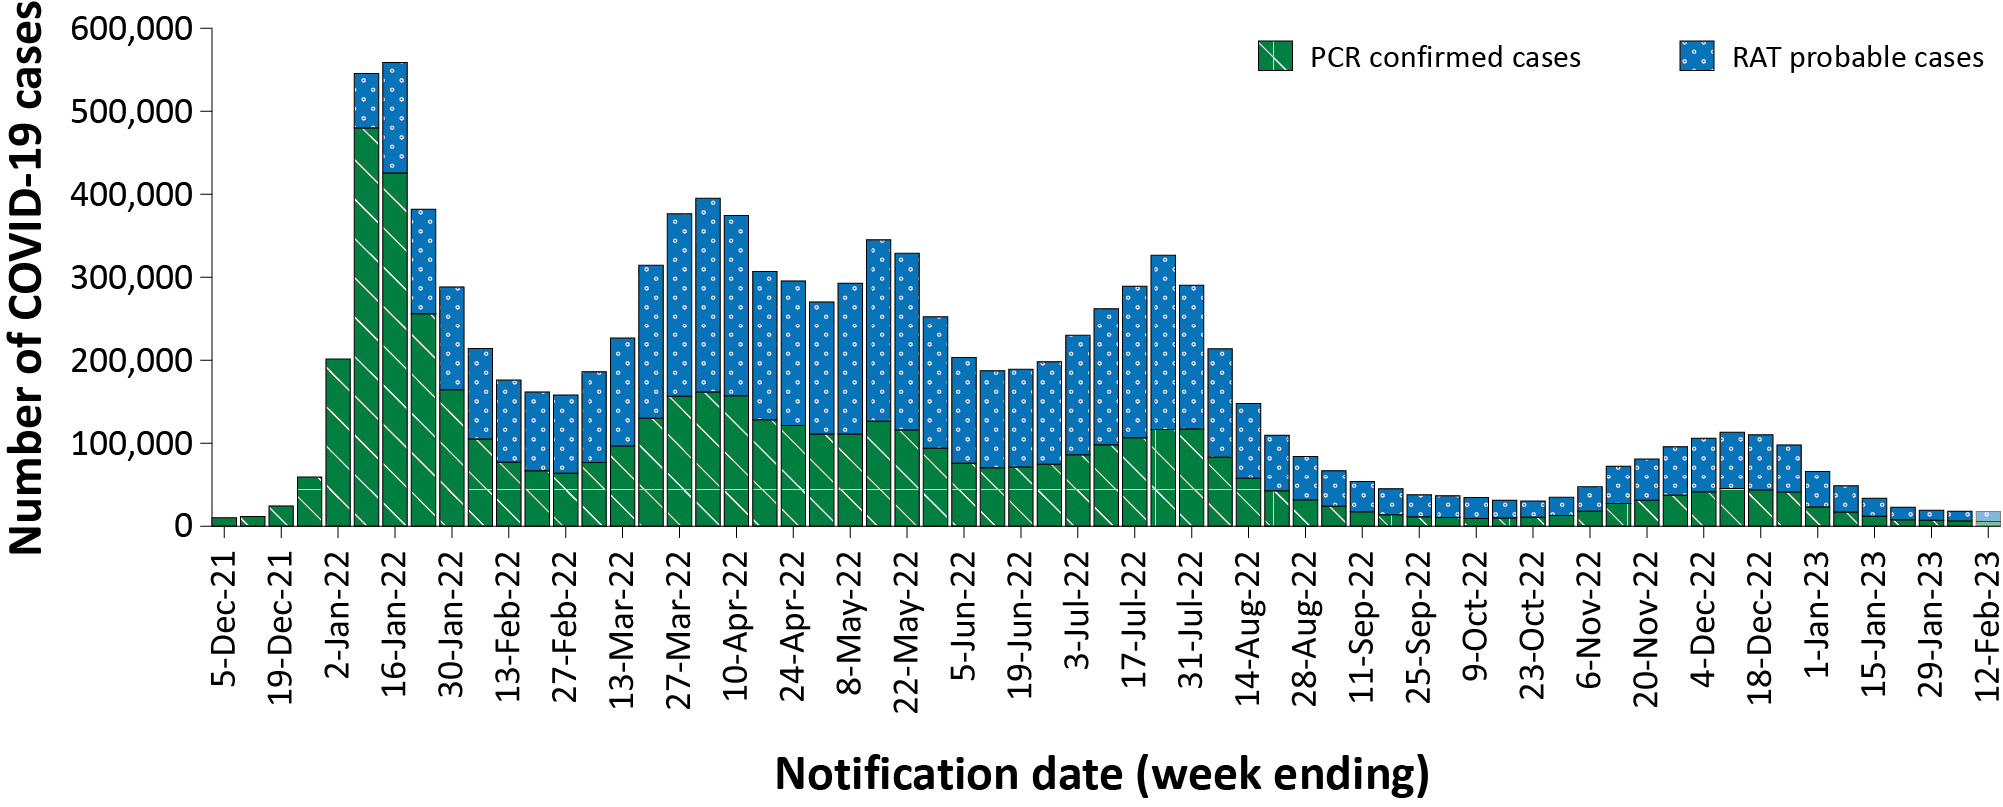 Number of COVID-19 cases
600,000
500,000
400,000
300,000
200,000
100,000
0
PCR confirmed cases
RAT probable cases
5-Dec-21
19-Dec-21
2-Jan-22
16-Jan-22
30-Jan-22
13-Feb-22
27-Feb-22
13-Mar-22
27-Mar-22
10-Apr-22
24-Apr-22
8-May-22
22-May-22
5-Jun-22
19-Jun-22
3-Jul-22
17-Jul-22
31-Jul-22
14-Aug-22
28-Aug-22
11-Sep-22
25-Sep-22
9-Oct-22
23-Oct-22
6-Nov-22
20-Nov-22
4-Dec-22
18-Dec-22
1-Jan-23
15-Jan-23
29-Jan-23
12-Feb-23
Notification date (week ending)